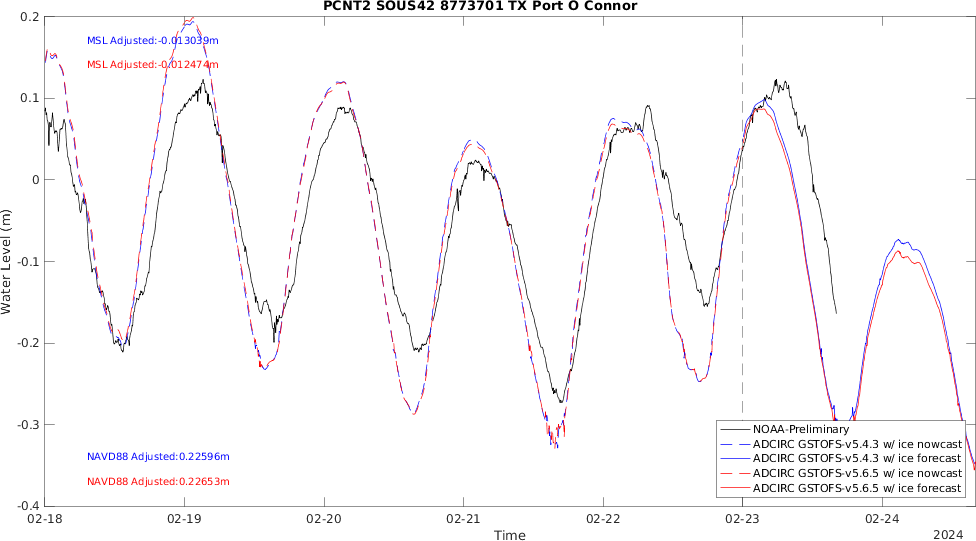 PCNT2 SOUS42 8773701 TX Port O Connor
MSL Adjusted:-0.013039m
MSL Adjusted:-0.012474m
NAVD88 Adjusted:0.22596m
NAVD88 Adjusted:0.22653m
Water Level (m)
0.2
0.1
0
-0.1
-0.2
-0.3
-0.4
NOAA-Preliminary
ADCIRC GSTOFS-v5.4.3 w/ ice nowcast
ADCIRC GSTOFS-v5.4.3 w/ ice forecast
ADCIRC GSTOFS-v5.6.5 w/ ice nowcast
ADCIRC GSTOFS-v5.6.5 w/ ice forecast
02-18 02-19 02-20 02-21 02-22 02-23 02-24
Time
2024